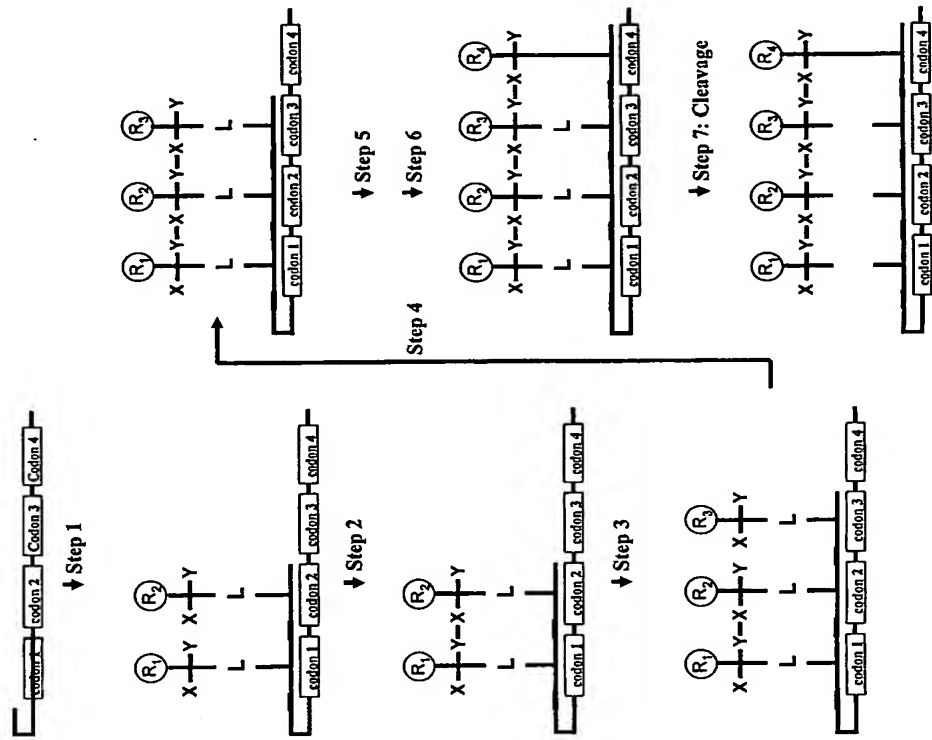 codon 1 codon 2 Codon 3 Codon 4
Step 1
R₁ R₂
X Y X Y
L L
codon 1 codon 2 codon 3 codon 4
Step 2
R₁ R₂
X Y–X Y
L L
codon 1 codon 2 codon 3 codon 4
Step 3
R₁ R₂ R₃
X Y–X Y X Y
L L L
codon 1 codon 2 codon 3 codon 4
Step 4
R₁ R₂ R₃
X Y–X Y–X Y
L L L
codon 1 codon 2 codon 3 codon 4
Step 5
Step 6
R₁ R₂ R₃ R₄
X Y–X Y–X Y–X Y
L L L
codon 1 codon 2 codon 3 codon 4
Step 7: Cleavage
R₁ R₂ R₃ R₄
X Y–X Y–X Y–X Y
codon 1 codon 2 codon 3 codon 4